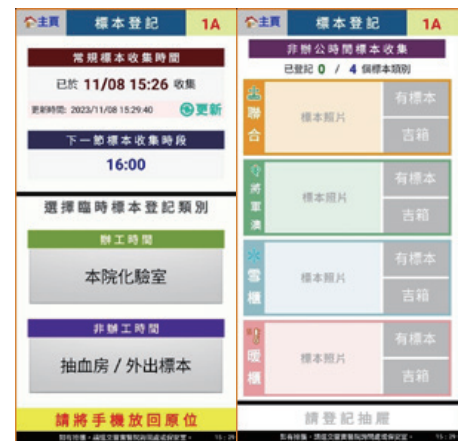 主頁 標本登記 1A
常規標本收集時間
已於 11/08 15:26 收集
更新時間: 2023/11/08 15:29:40 更新
下一節標本收集時段
16:00
選擇臨時標本登記類別
辦工時間
本院化驗室
非辦工時間
抽血房 / 外出標本
請將手機放回原位
15:29
主頁 標本登記 1A
非辦公時間標本收集
已登記 0 / 4 個標本類別
聯合
標本照片
有標本
吉箱
將軍澳
標本照片
有標本
吉箱
雪櫃
標本照片
有標本
吉箱
暖櫃
標本照片
有標本
吉箱
請登記抽屜
15:29